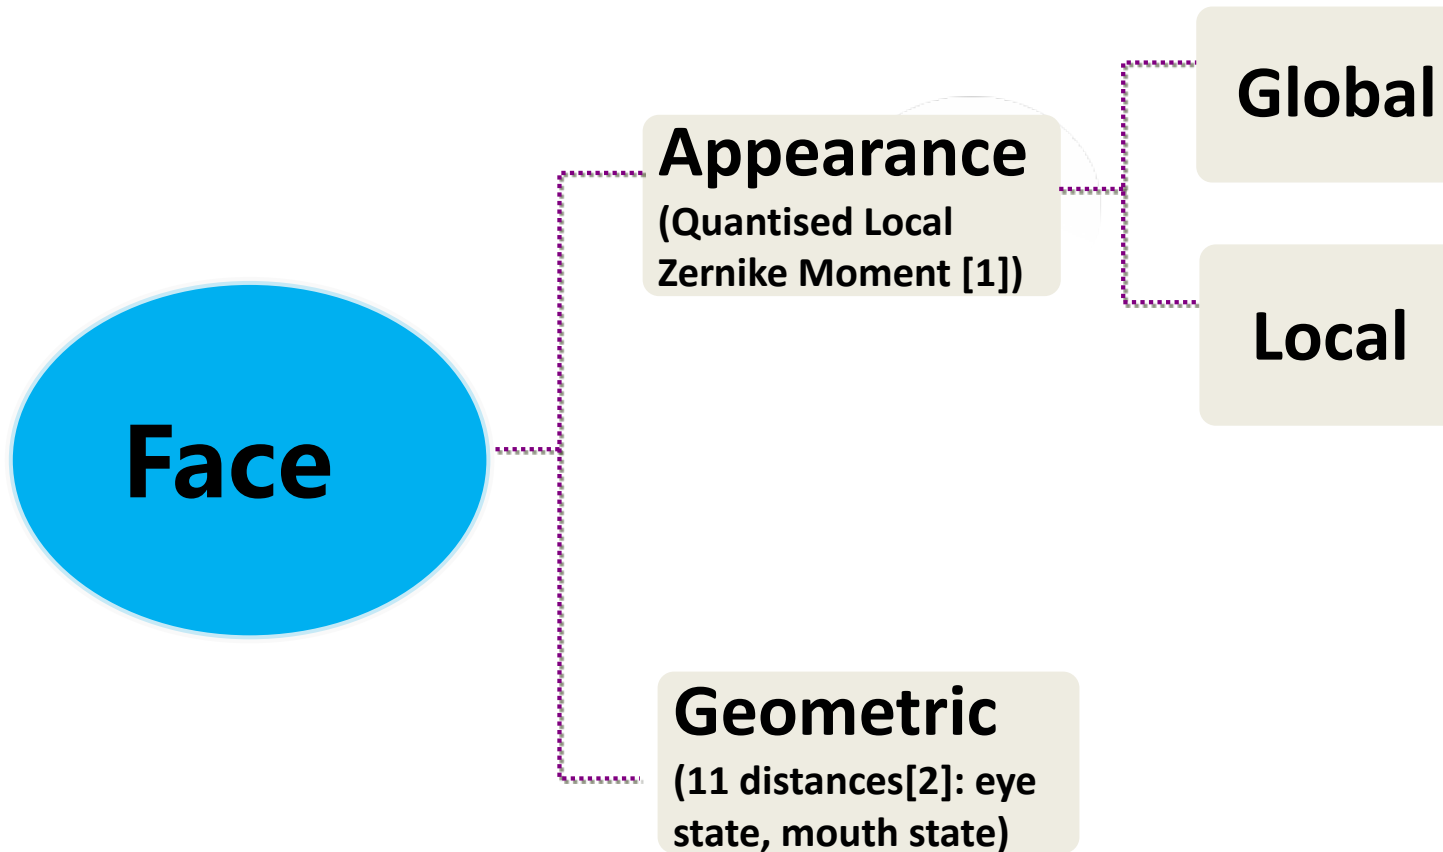 Face
Appearance
(Quantised Local
Zernike Moment [1])
Global
Local
Geometric
(11 distances[2]: eye
state, mouth state)